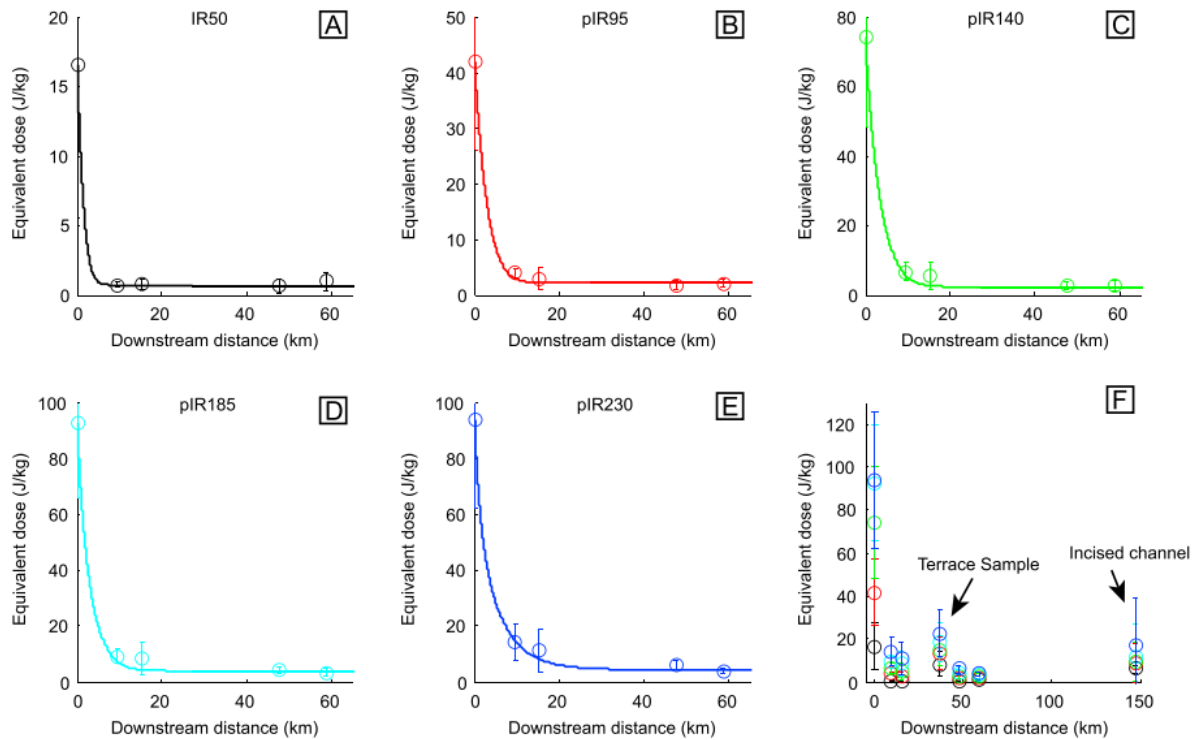 IR50
A
20
15
10
5
0
Equivalent dose (J/kg)
0 20 40 60
Downstream distance (km)
pIR95
B
50
40
30
20
10
0
Equivalent dose (J/kg)
0 20 40 60
Downstream distance (km)
pIR140
C
80
60
40
20
0
Equivalent dose (J/kg)
0 20 40 60
Downstream distance (km)
pIR185
D
100
80
60
40
20
0
Equivalent dose (J/kg)
0 20 40 60
Downstream distance (km)
pIR230
E
100
80
60
40
20
0
Equivalent dose (J/kg)
0 20 40 60
Downstream distance (km)
F
120
100
80
60
40
20
0
Equivalent dose (J/kg)
Terrace Sample
Incised channel
0 50 100 150
Downstream distance (km)